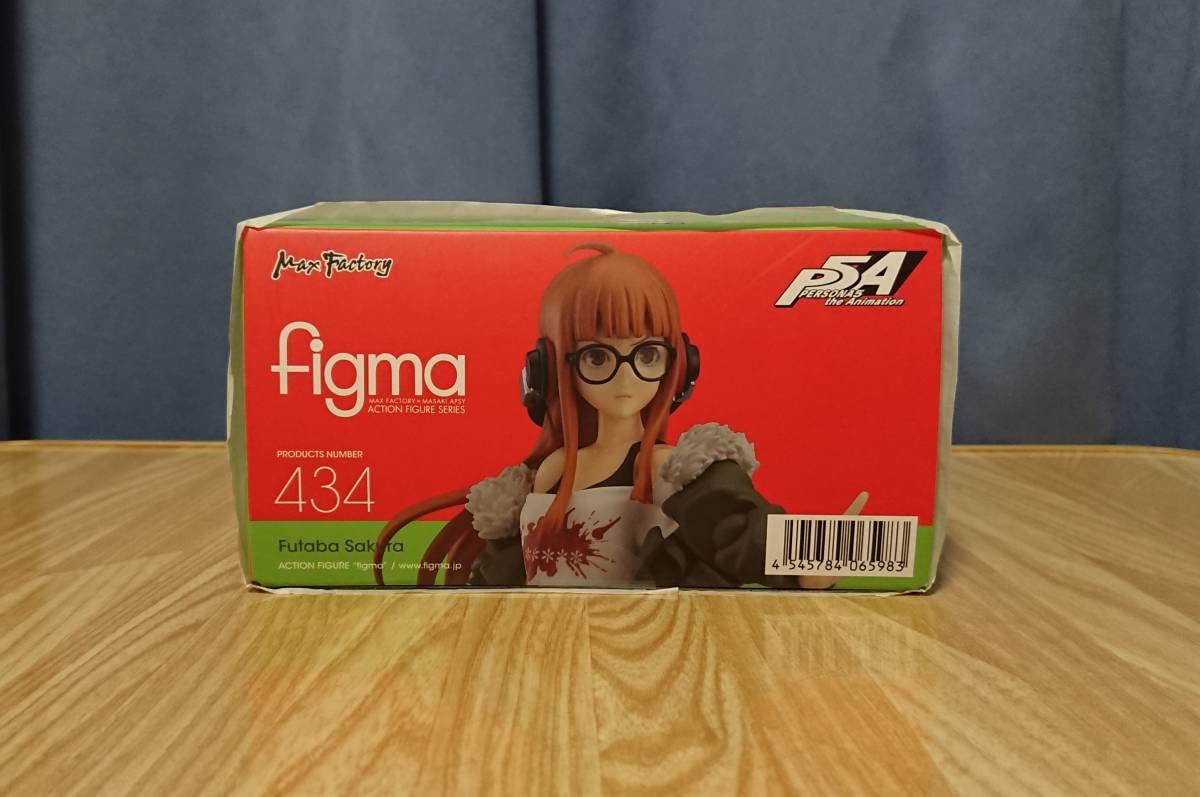 Max Factory
P5A
PERSONA5
the Animation
figma
MAX FACTORY × MASAKI APSY
ACTION FIGURE SERIES
PRODUCTS NUMBER
434
Futaba Sakura
ACTION FIGURE "figma" / www.figma.jp
4 545784 065983